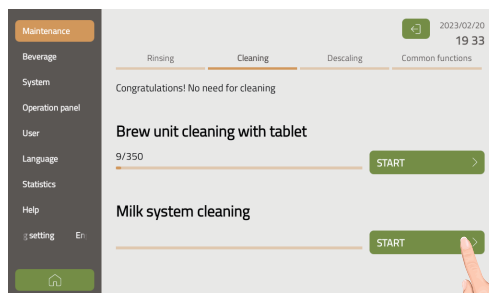 Maintenance
Beverage
System
Operation panel
User
Language
Statistics
Help
setting
2023/02/20
19 33
Rinsing
Cleaning
Descaling
Common functions
Congratulations! No need for cleaning
Brew unit cleaning with tablet
9/350
START
Milk system cleaning
START